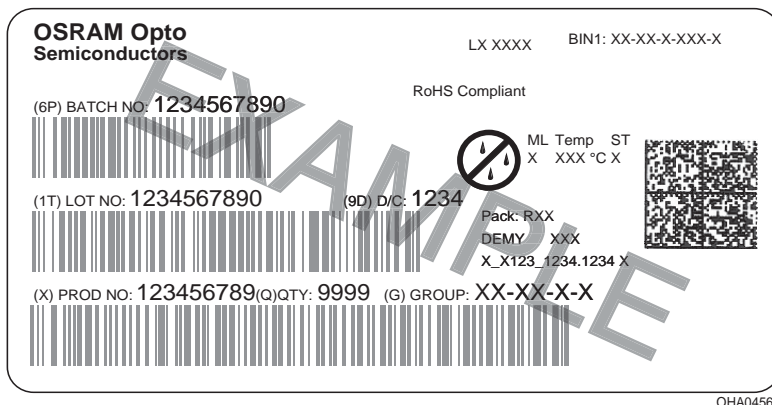 OSRAM Opto
Semiconductors
LX XXXX
BIN1: XX-XX-X-XXX-X
RoHS Compliant
(6P) BATCH NO: 1234567890
ML Temp ST
X XXX °C X
(1T) LOT NO: 1234567890 (9D) D/C: 1234
Pack: RXX
DEMY XXX
X_X123_1234.1234 X
(X) PROD NO: 123456789(Q)QTY: 9999 (G) GROUP: XX-XX-X-X
EXAMPLE
OHA0456